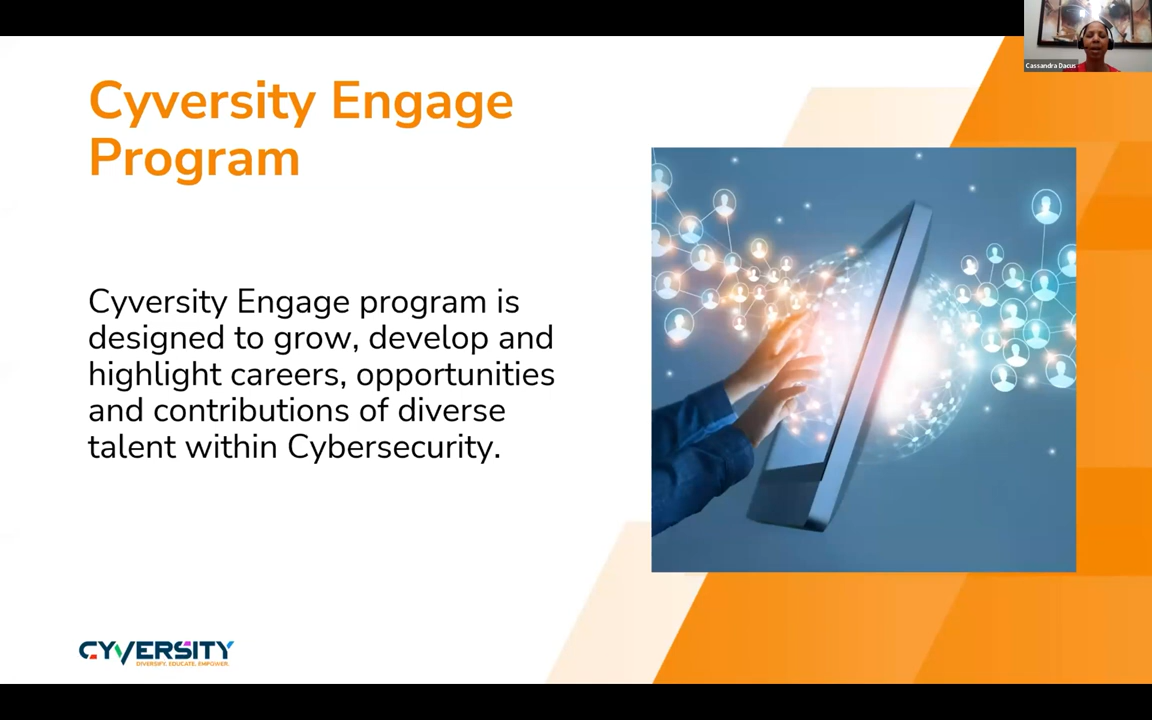 Cassandra Dacus
Cyversity Engage
Program
Cyversity Engage program is
designed to grow, develop and
highlight careers, opportunities
and contributions of diverse
talent within Cybersecurity.
CYVERSITY
DIVERSIFY. EDUCATE. EMPOWER.